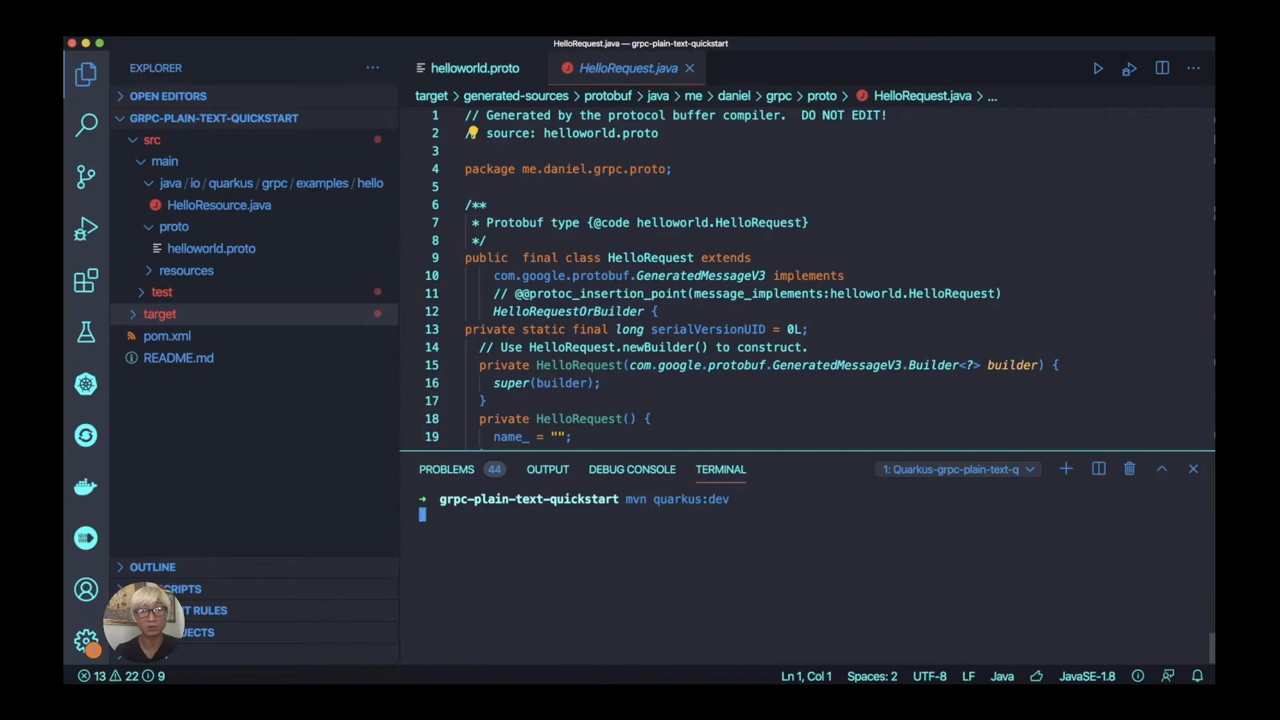 HelloRequest.java — grpc-plain-text-quickstart
EXPLORER
OPEN EDITORS
GRPC-PLAIN-TEXT-QUICKSTART
src
main
java / io / quarkus / grpc / examples / hello
HelloResource.java
proto
helloworld.proto
resources
test
target
pom.xml
README.md
OUTLINE
helloworld.proto
HelloRequest.java
target > generated-sources > protobuf > java > me > daniel > grpc > proto > HelloRequest.java > ...
1 // Generated by the protocol buffer compiler.  DO NOT EDIT!
2 source: helloworld.proto
3
4 package me.daniel.grpc.proto;
5
6 /**
7 * Protobuf type {@code helloworld.HelloRequest}
8 */
9 public  final class HelloRequest extends
10 com.google.protobuf.GeneratedMessageV3 implements
11 // @@protoc_insertion_point(message_implements:helloworld.HelloRequest)
12 HelloRequestOrBuilder {
13 private static final long serialVersionUID = 0L;
14 // Use HelloRequest.newBuilder() to construct.
15 private HelloRequest(com.google.protobuf.GeneratedMessageV3.Builder<?> builder) {
16 super(builder);
17 }
18 private HelloRequest() {
19 name_ = "";
PROBLEMS 44 OUTPUT DEBUG CONSOLE TERMINAL 1: Quarkus-grpc-plain-text-q
➜ grpc-plain-text-quickstart mvn quarkus:dev
13 22 9
Ln 1, Col 1 Spaces: 2 UTF-8 LF Java JavaSE-1.8